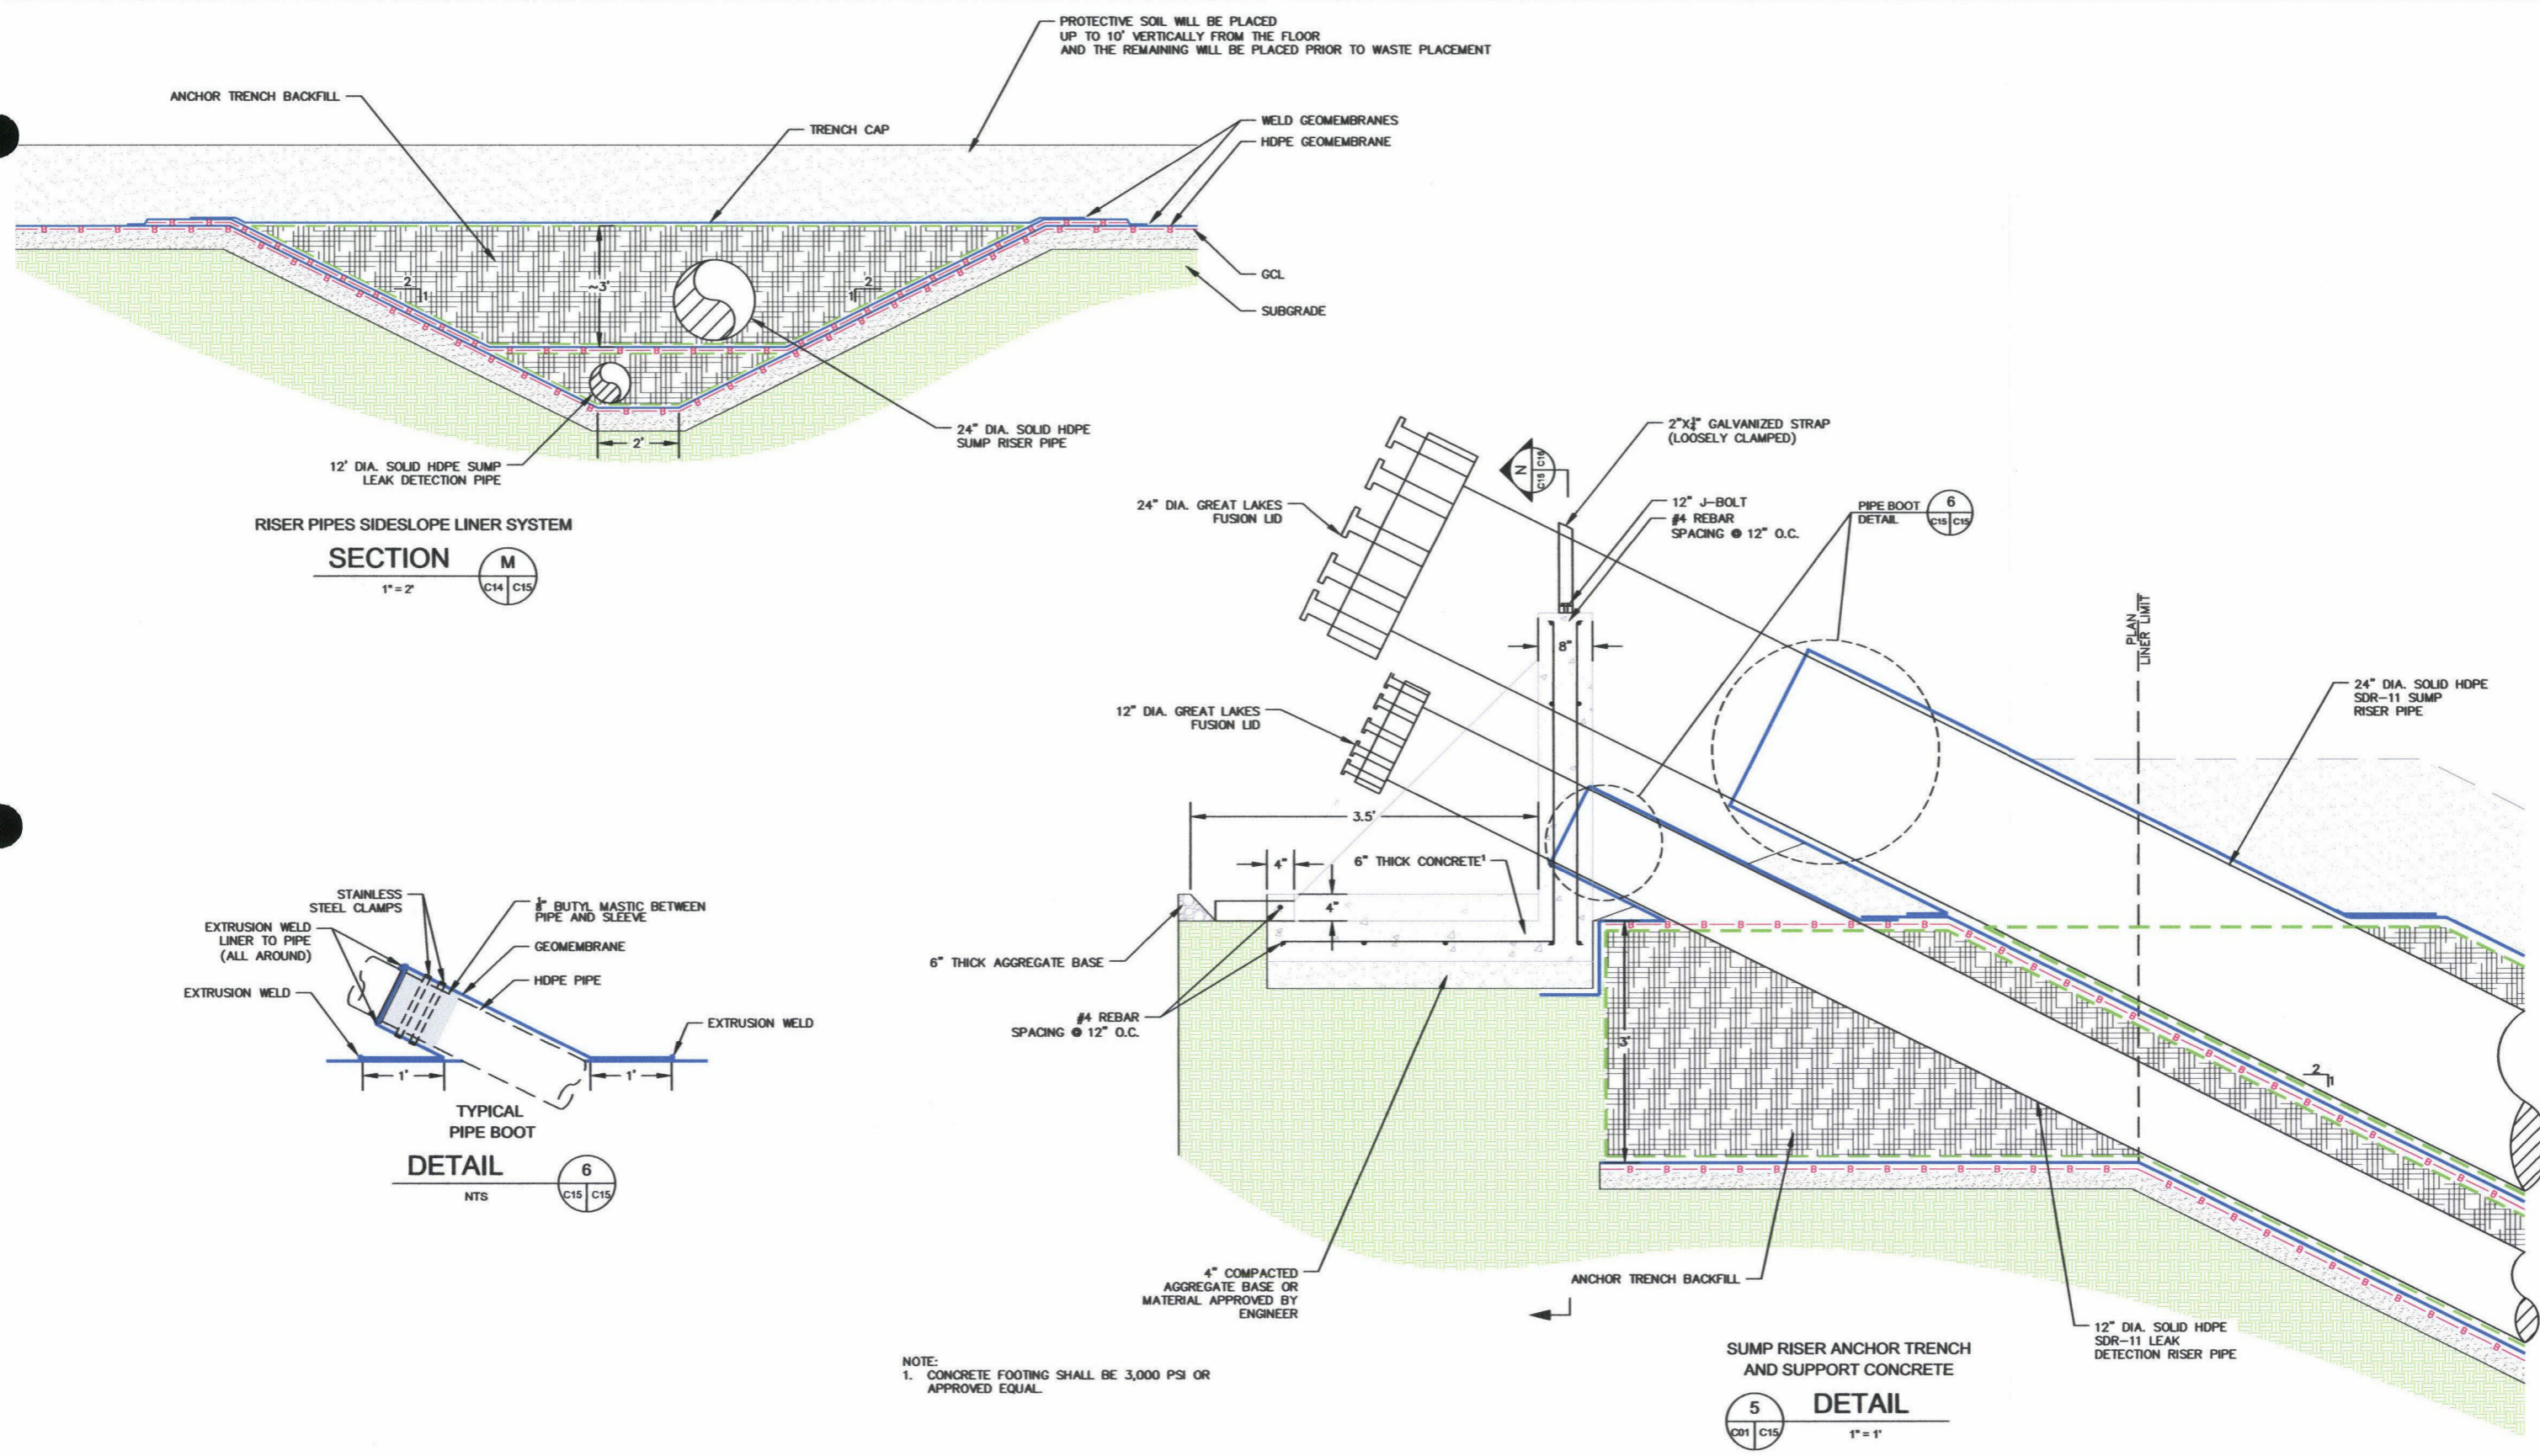 PROTECTIVE SOIL WILL BE PLACED
UP TO 10' VERTICALLY FROM THE FLOOR
AND THE REMAINING WILL BE PLACED PRIOR TO WASTE PLACEMENT
ANCHOR TRENCH BACKFILL
TRENCH CAP
WELD GEOMEMBRANES
HDPE GEOMEMBRANE
GCL
SUBGRADE
2
1
~3'
2
1
2'
24" DIA. SOLID HDPE
SUMP RISER PIPE
12' DIA. SOLID HDPE SUMP
LEAK DETECTION PIPE
RISER PIPES SIDESLOPE LINER SYSTEM
SECTION
1" = 2'
M
C14 C15
STAINLESS
STEEL CLAMPS
EXTRUSION WELD
LINER TO PIPE
(ALL AROUND)
EXTRUSION WELD
BUTYL MASTIC BETWEEN
PIPE AND SLEEVE
GEOMEMBRANE
HDPE PIPE
EXTRUSION WELD
1'
1'
TYPICAL
PIPE BOOT
DETAIL
NTS
6
C15 C15
24" DIA. GREAT LAKES
FUSION LID
N
C15 C16
GALVANIZED STRAP
(LOOSELY CLAMPED)
12" J-BOLT
#4 REBAR
SPACING @ 12" O.C.
PIPE BOOT
DETAIL
6
C15 C15
8"
PLAN
LINER LIMIT
24" DIA. SOLID HDPE
SDR-11 SUMP
RISER PIPE
12" DIA. GREAT LAKES
FUSION LID
3.5'
4"
6" THICK CONCRETE¹
4"
6" THICK AGGREGATE BASE
#4 REBAR
SPACING @ 12" O.C.
3'
2
1
4" COMPACTED
AGGREGATE BASE OR
MATERIAL APPROVED BY
ENGINEER
ANCHOR TRENCH BACKFILL
12" DIA. SOLID HDPE
SDR-11 LEAK
DETECTION RISER PIPE
NOTE:
1. CONCRETE FOOTING SHALL BE 3,000 PSI OR
APPROVED EQUAL.
SUMP RISER ANCHOR TRENCH
AND SUPPORT CONCRETE
5
C01 C15
DETAIL
1" = 1'